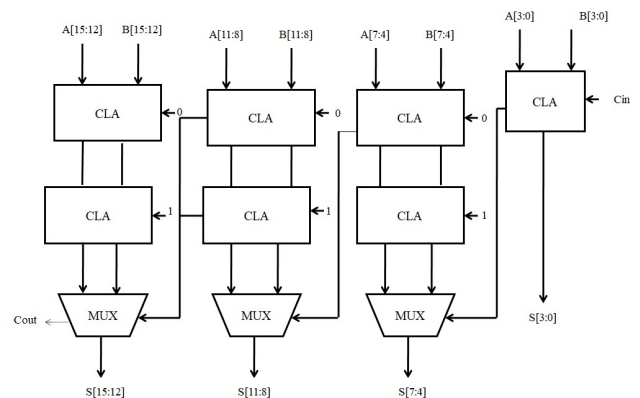 A[15:12] B[15:12] A[11:8] B[11:8] A[7:4] B[7:4] A[3:0] B[3:0]
CLA 0 CLA 0 CLA 0 CLA Cin
CLA 1 CLA 1 CLA 1
Cout MUX MUX MUX S[3:0]
S[15:12] S[11:8] S[7:4]